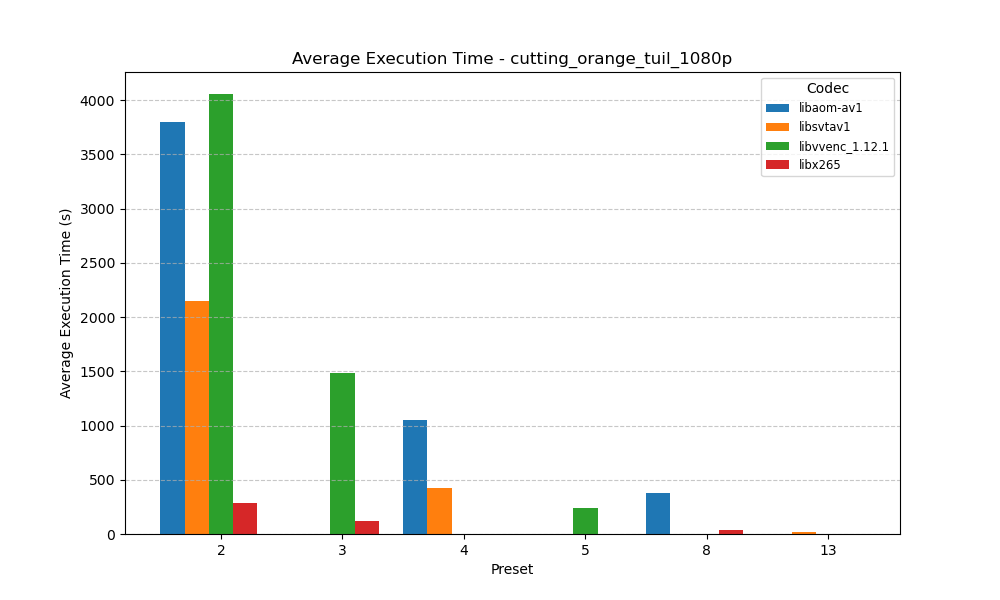 Average Execution Time - cutting_orange_tuil_1080p
Codec
libaom-av1
libsvtav1
libvvenc_1.12.1
libx265
Average Execution Time (s)
4000
3500
3000
2500
2000
1500
1000
500
0
2 3 4 5 8 13
Preset